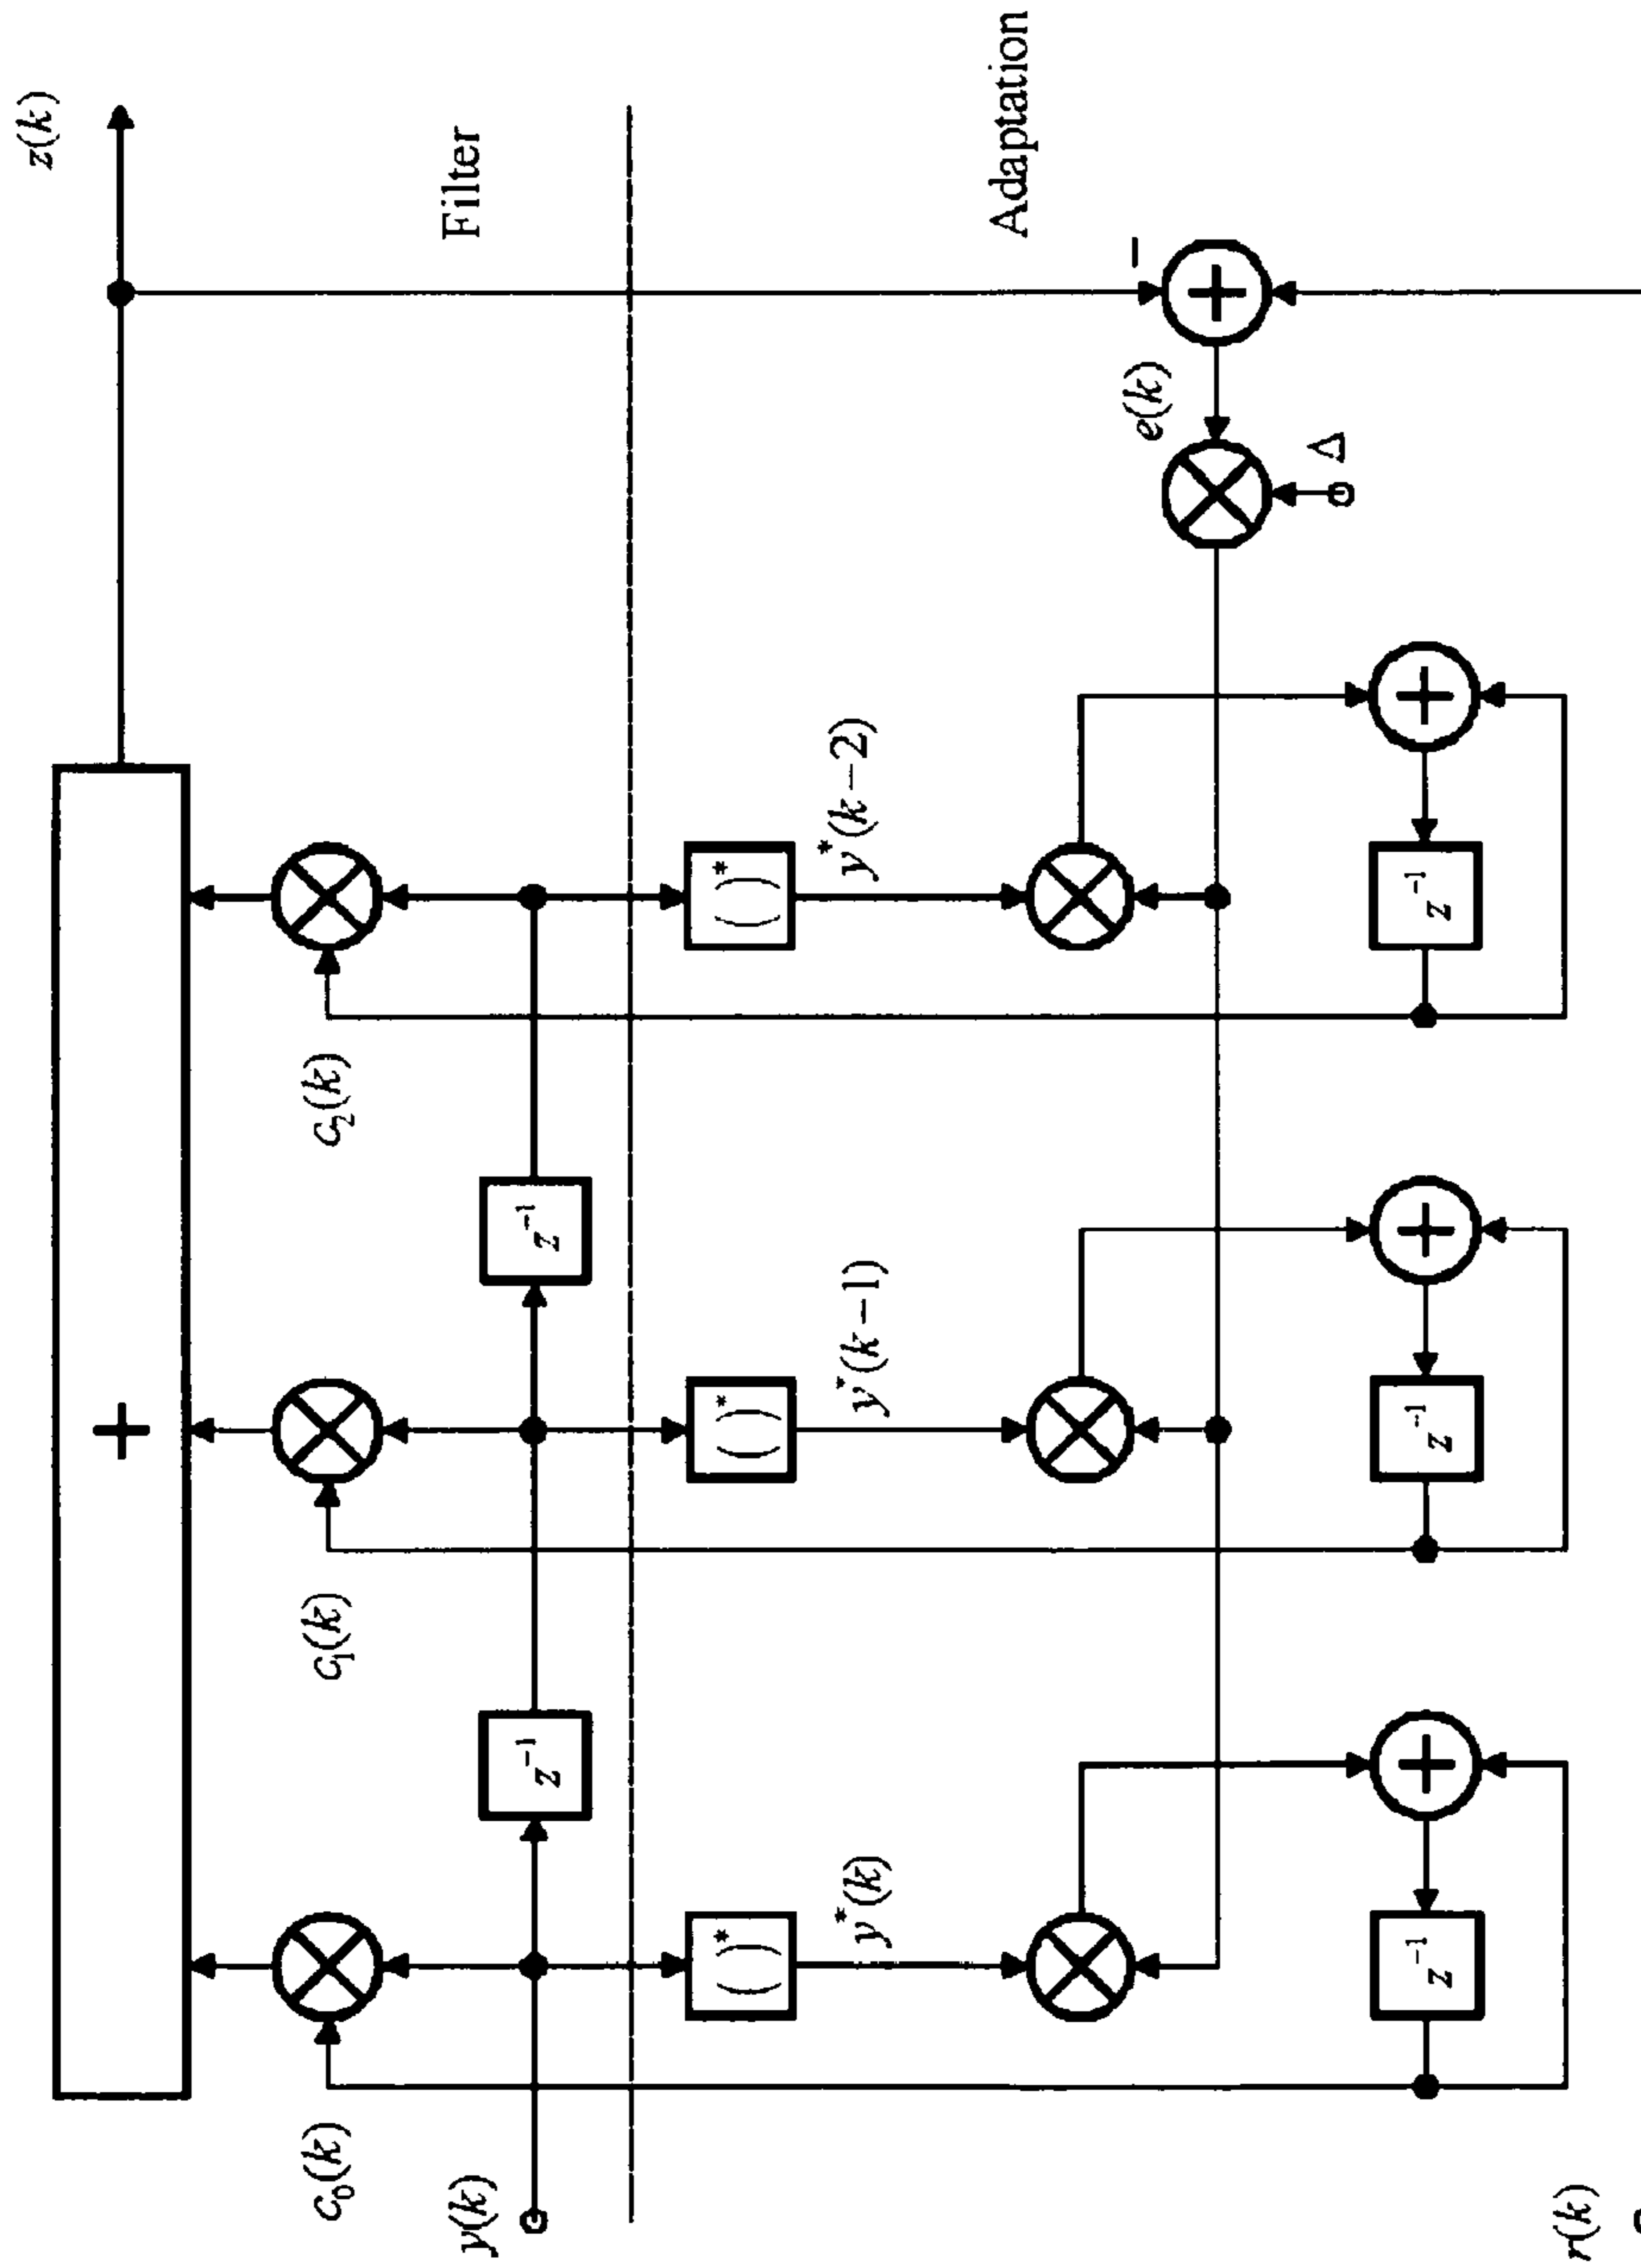 z(k)
+
c₀(k)
c₁(k)
c₂(k)
y(k)
z⁻¹
z⁻¹
Filter
( )*
( )*
( )*
y*(k)
y*(k−1)
y*(k−2)
Adaptation
−
+
e(k)
Δ
+
+
+
z⁻¹
z⁻¹
z⁻¹
r(k)